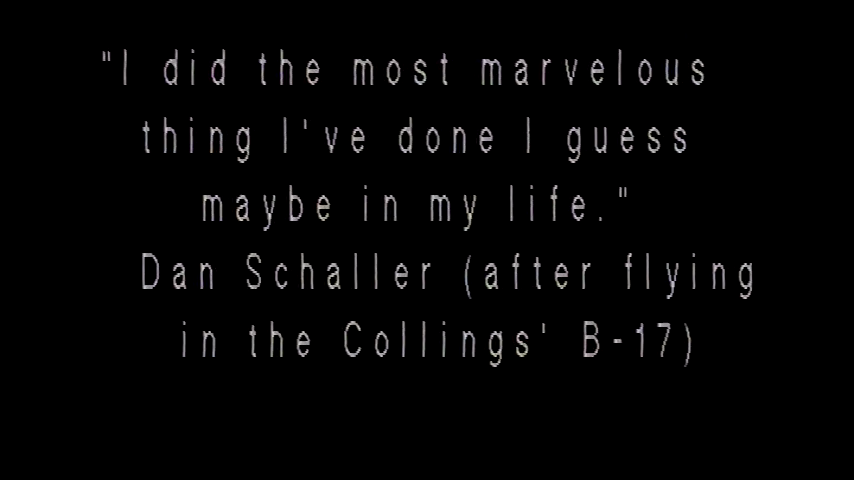 "I did the most marvelous
thing I've done I guess
maybe in my life."
Dan Schaller (after flying
in the Collings' B-17)